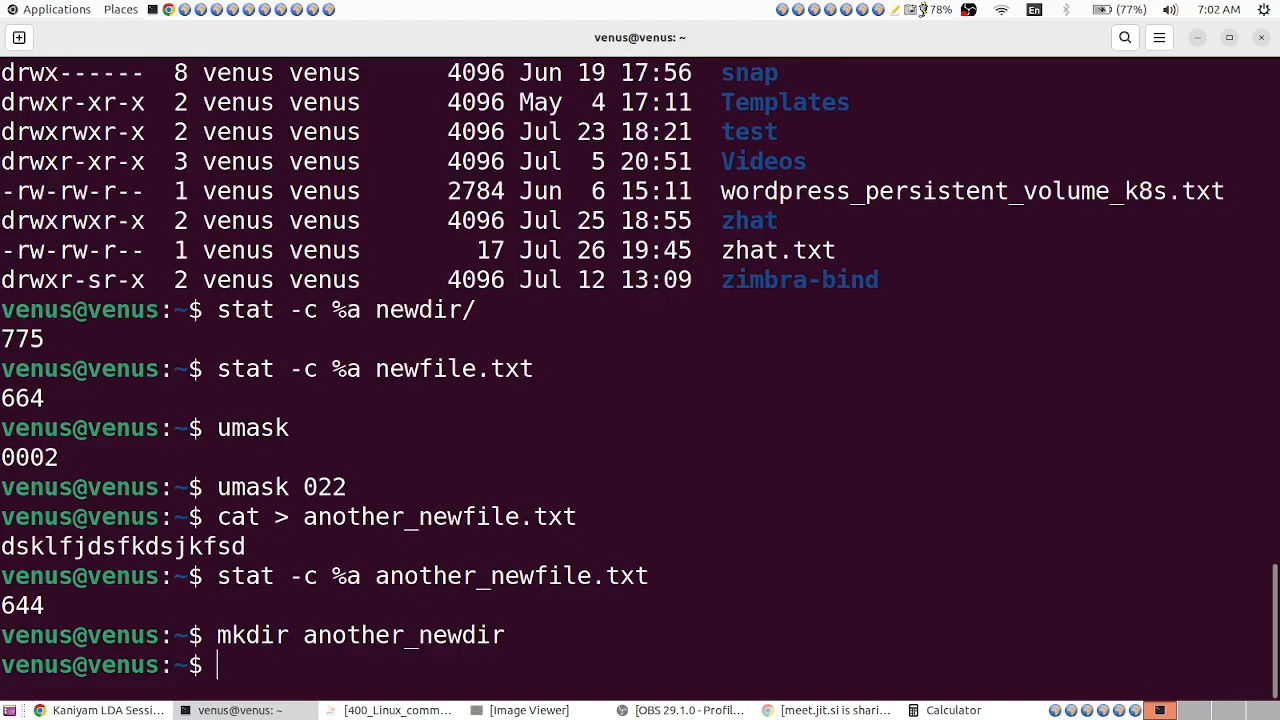 Applications Places 78% En (77%) 7:02 AM
venus@venus: ~
drwx------ 8 venus venus 4096 Jun 19 17:56 snap
drwxr-xr-x 2 venus venus 4096 May 4 17:11 Templates
drwxrwxr-x 2 venus venus 4096 Jul 23 18:21 test
drwxr-xr-x 3 venus venus 4096 Jul 5 20:51 Videos
-rw-rw-r-- 1 venus venus 2784 Jun 6 15:11 wordpress_persistent_volume_k8s.txt
drwxrwxr-x 2 venus venus 4096 Jul 25 18:55 zhat
-rw-rw-r-- 1 venus venus 17 Jul 26 19:45 zhat.txt
drwxr-sr-x 2 venus venus 4096 Jul 12 13:09 zimbra-bind
venus@venus:~$ stat -c %a newdir/
775
venus@venus:~$ stat -c %a newfile.txt
664
venus@venus:~$ umask
0002
venus@venus:~$ umask 022
venus@venus:~$ cat > another_newfile.txt
dsklfjdsfkdsjkfsd
venus@venus:~$ stat -c %a another_newfile.txt
644
venus@venus:~$ mkdir another_newdir
venus@venus:~$
Kaniyam LDA Sessi... venus@venus: ~ [400_Linux_comm... [Image Viewer] [OBS 29.1.0 - Profil... [meet.jit.si is shari... Calculator